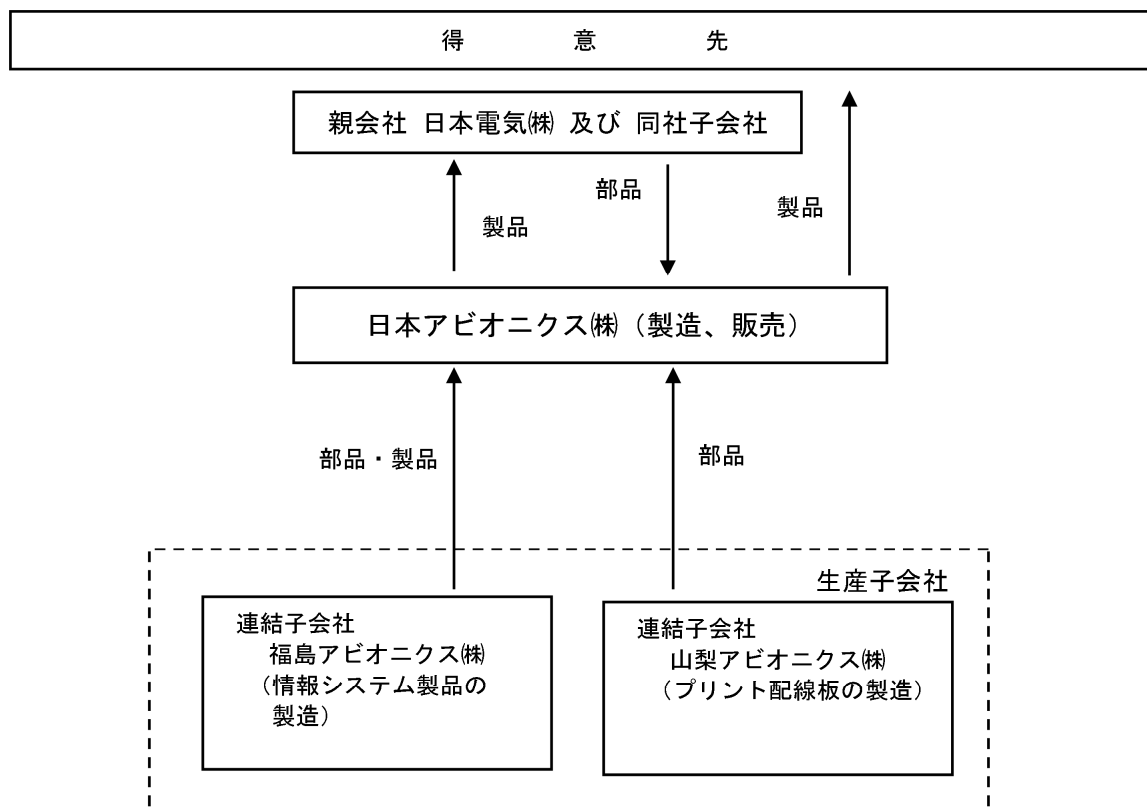 得意先
親会社 日本電気㈱ 及び 同社子会社
部品
製品
製品
日本アビオニクス㈱（製造、販売）
部品・製品
部品
生産子会社
連結子会社
福島アビオニクス㈱
（情報システム製品の
製造）
連結子会社
山梨アビオニクス㈱
（プリント配線板の製造）